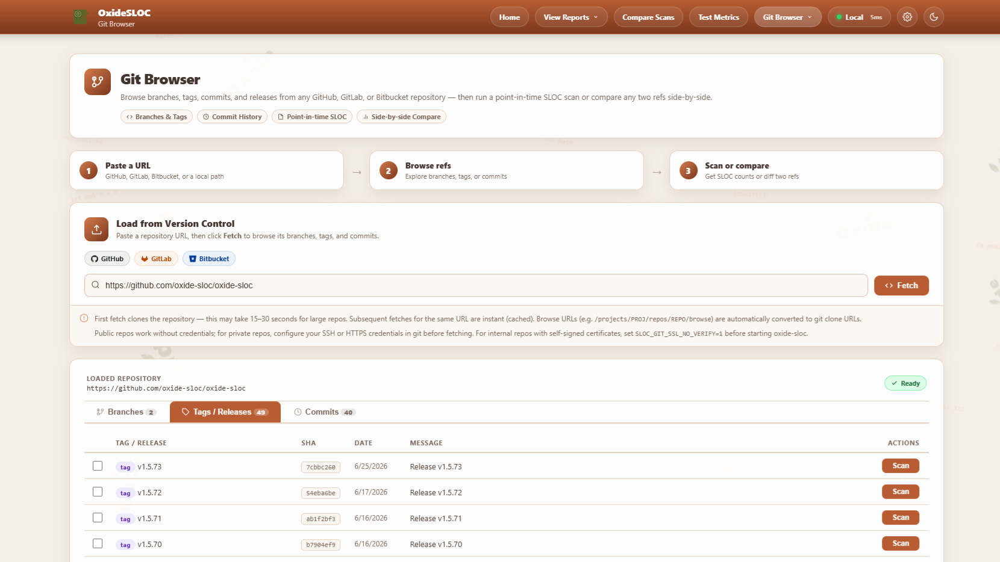 OxideSLOC
Git Browser
Home
View Reports
Compare Scans
Test Metrics
Git Browser
Local 5ms
Git Browser
Browse branches, tags, commits, and releases from any GitHub, GitLab, or Bitbucket repository — then run a point-in-time SLOC scan or compare any two refs side-by-side.
Branches & Tags
Commit History
Point-in-time SLOC
Side-by-side Compare
1
Paste a URL
GitHub, GitLab, Bitbucket, or a local path
→
2
Browse refs
Explore branches, tags, or commits
→
3
Scan or compare
Get SLOC counts or diff two refs
Load from Version Control
Paste a repository URL, then click Fetch to browse its branches, tags, and commits.
GitHub
GitLab
Bitbucket
https://github.com/oxide-sloc/oxide-sloc
Fetch
First fetch clones the repository — this may take 15–30 seconds for large repos. Subsequent fetches for the same URL are instant (cached). Browse URLs (e.g. /projects/PROJ/repos/REPO/browse) are automatically converted to git clone URLs.
Public repos work without credentials; for private repos, configure your SSH or HTTPS credentials in git before fetching. For internal repos with self-signed certificates, set SLOC_GIT_SSL_NO_VERIFY=1 before starting oxide-sloc.
LOADED REPOSITORY
https://github.com/oxide-sloc/oxide-sloc
Ready
Branches 2
Tags / Releases 49
Commits 40
TAG / RELEASE SHA DATE MESSAGE ACTIONS
tag v1.5.73 7cbbc260 6/25/2026 Release v1.5.73 Scan
tag v1.5.72 54eba6be 6/17/2026 Release v1.5.72 Scan
tag v1.5.71 ab1f2bf3 6/16/2026 Release v1.5.71 Scan
tag v1.5.70 b7904ef9 6/16/2026 Release v1.5.70 Scan